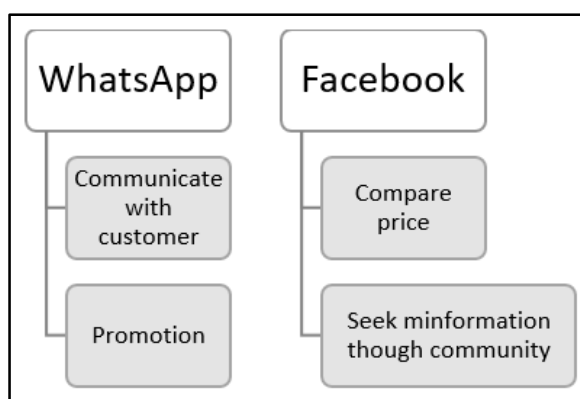 WhatsApp
Communicate
with
customer
Promotion
Facebook
Compare
price
Seek minformation
though community